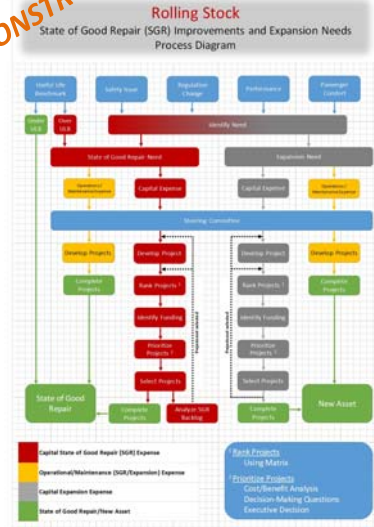 CONSTR
Rolling Stock
State of Good Repair (SGR) Improvements and Expansion Needs
Process Diagram
Useful Life
Benchmark
Safety Issue
Regulation
Change
Performance
Passenger
Comfort
Under
ULB
Over
ULB
Identify Need
State of Good Repair Need
Expansion Need
Operations/
Maintenance Expense
Capital Expense
Capital Expense
Operations/
Maintenance Expense
Steering Committee
Develop Projects
Develop Project
Develop Project
Develop Projects
Complete
Projects
Rank Projects 1
Rank Projects 1
Complete
Projects
Identify Funding
Identify Funding
Prioritize
Projects 2
Prioritize
Projects 2
Select Projects
Select Projects
State of Good
Repair
Complete
Projects
Analyze SGR
Backlog
Complete
Projects
New Asset
Capital State of Good Repair (SGR) Expense
Operational/Maintenance (SGR/Expansion) Expense
Capital Expansion Expense
State of Good Repair/New Asset
1 Rank Projects
Using Matrix
2 Prioritize Projects
Cost/Benefit Analysis
Decision-Making Questions
Executive Decision